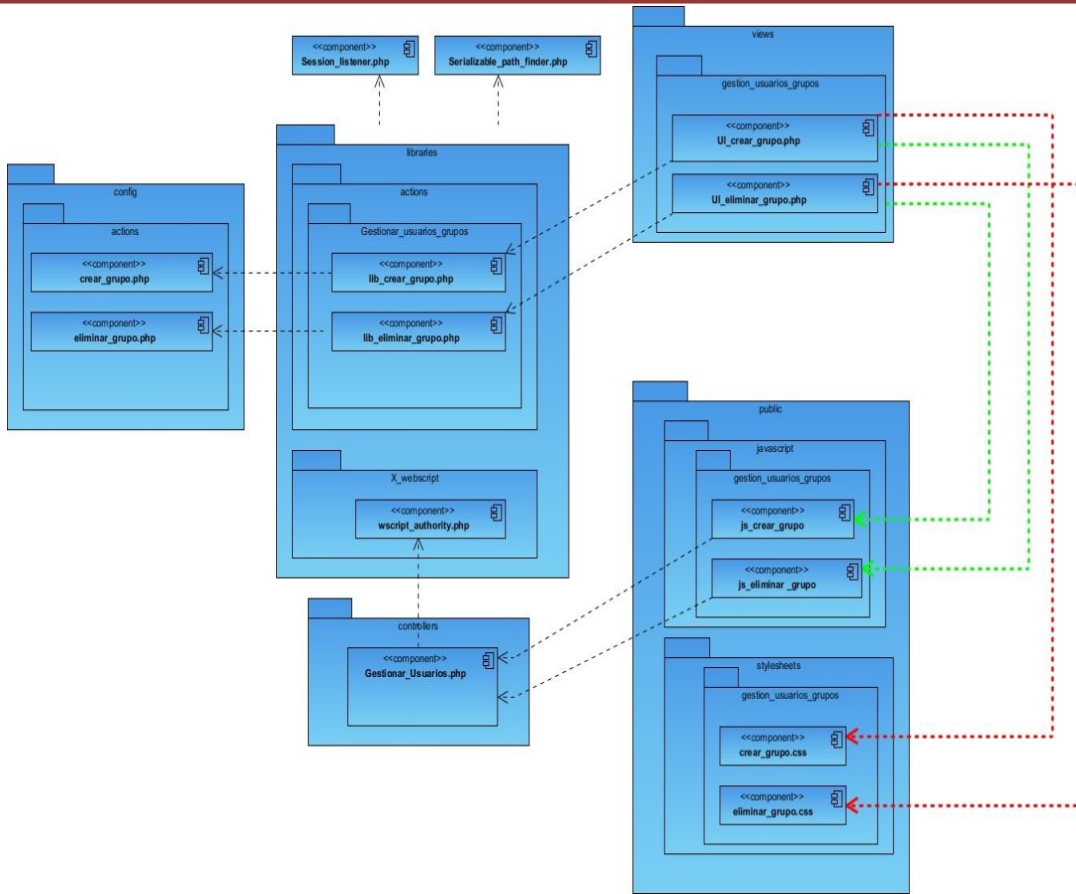 <<component>>
Session_listener.php
<<component>>
Serializable_path_finder.php
views
gestion_usuarios_grupos
<<component>>
UI_crear_grupo.php
<<component>>
UI_eliminar_grupo.php
libraries
actions
Gestionar_usuarios_grupos
<<component>>
lib_crear_grupo.php
<<component>>
lib_eliminar_grupo.php
config
actions
<<component>>
crear_grupo.php
<<component>>
eliminar_grupo.php
X_webscript
<<component>>
wscript_authority.php
controllers
<<component>>
Gestionar_Usuarios.php
public
javascript
gestion_usuarios_grupos
<<component>>
js_crear_grupo
<<component>>
js_eliminar _grupo
stylesheets
gestion_usuarios_grupos
<<component>>
crear_grupo.css
<<component>>
eliminar_grupo.css